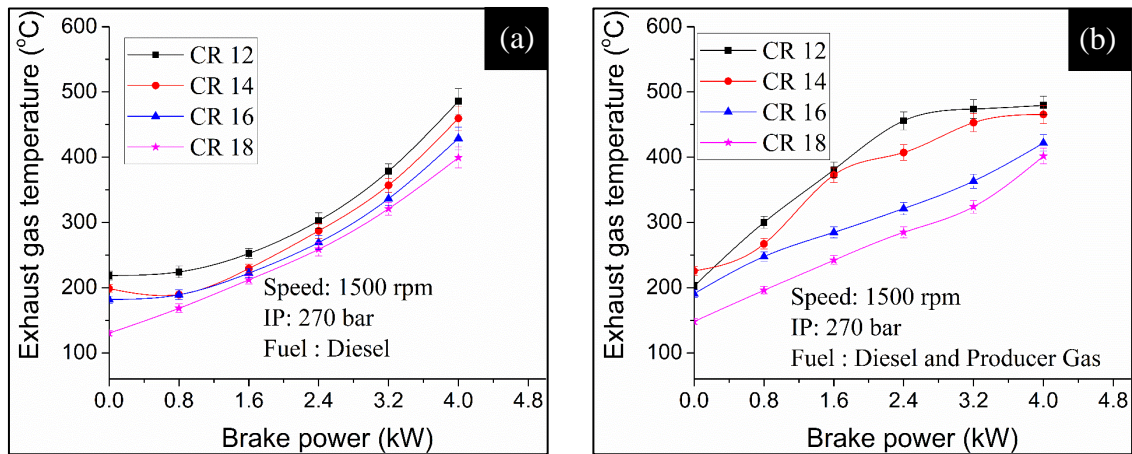 (a)
Exhaust gas temperature (°C)
600
500
400
300
200
100
CR 12
CR 14
CR 16
CR 18
Speed: 1500 rpm
IP: 270 bar
Fuel : Diesel
0.0 0.8 1.6 2.4 3.2 4.0 4.8
Brake power (kW)
(b)
Exhaust gas temperature (°C)
600
500
400
300
200
100
CR 12
CR 14
CR 16
CR 18
Speed: 1500 rpm
IP: 270 bar
Fuel : Diesel and Producer Gas
0.0 0.8 1.6 2.4 3.2 4.0 4.8
Brake power (kW)